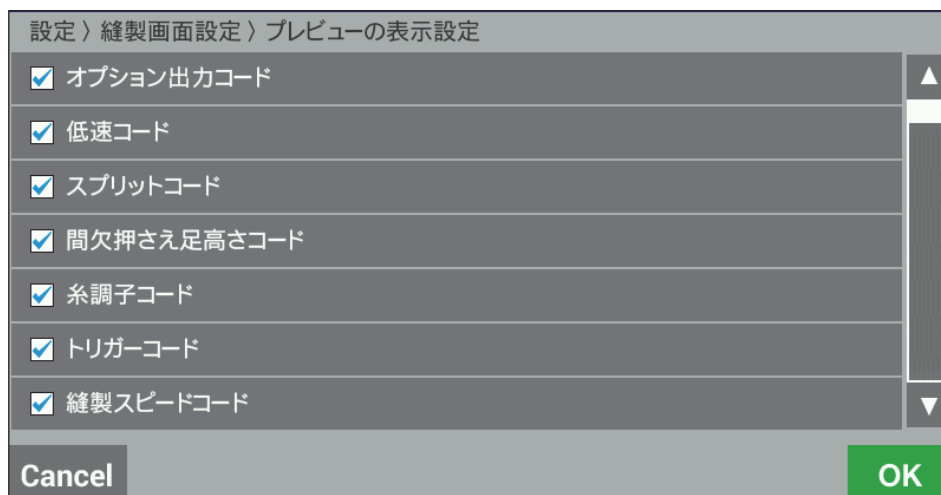 設定 〉 縫製画面設定 〉 プレビューの表示設定
オプション出力コード
低速コード
スプリットコード
間欠押さえ足高さコード
糸調子コード
トリガーコード
縫製スピードコード
Cancel
OK